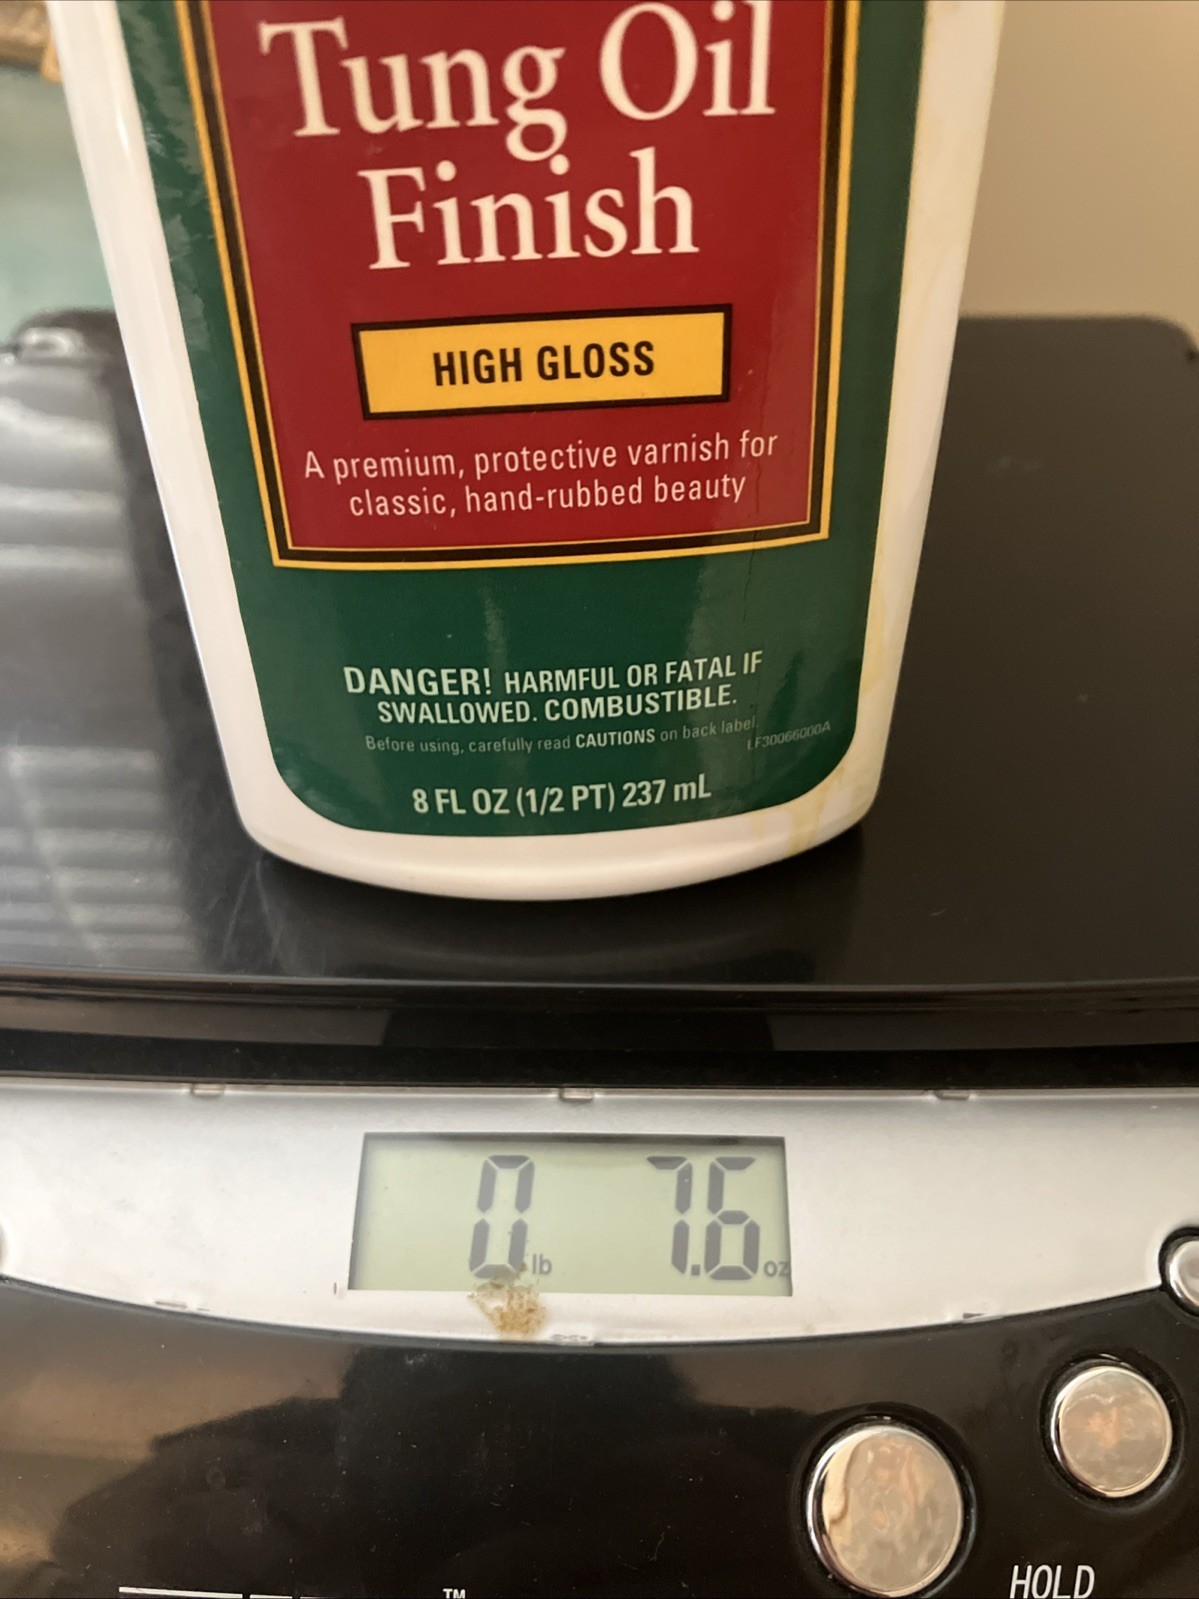 Tung Oil
Finish
HIGH GLOSS
A premium, protective varnish for
classic, hand-rubbed beauty
DANGER! HARMFUL OR FATAL IF
SWALLOWED. COMBUSTIBLE.
Before using, carefully read CAUTIONS on back label.
LF30066000A
8 FL OZ (1/2 PT) 237 mL
0 lb 7.6 oz
HOLD
TM